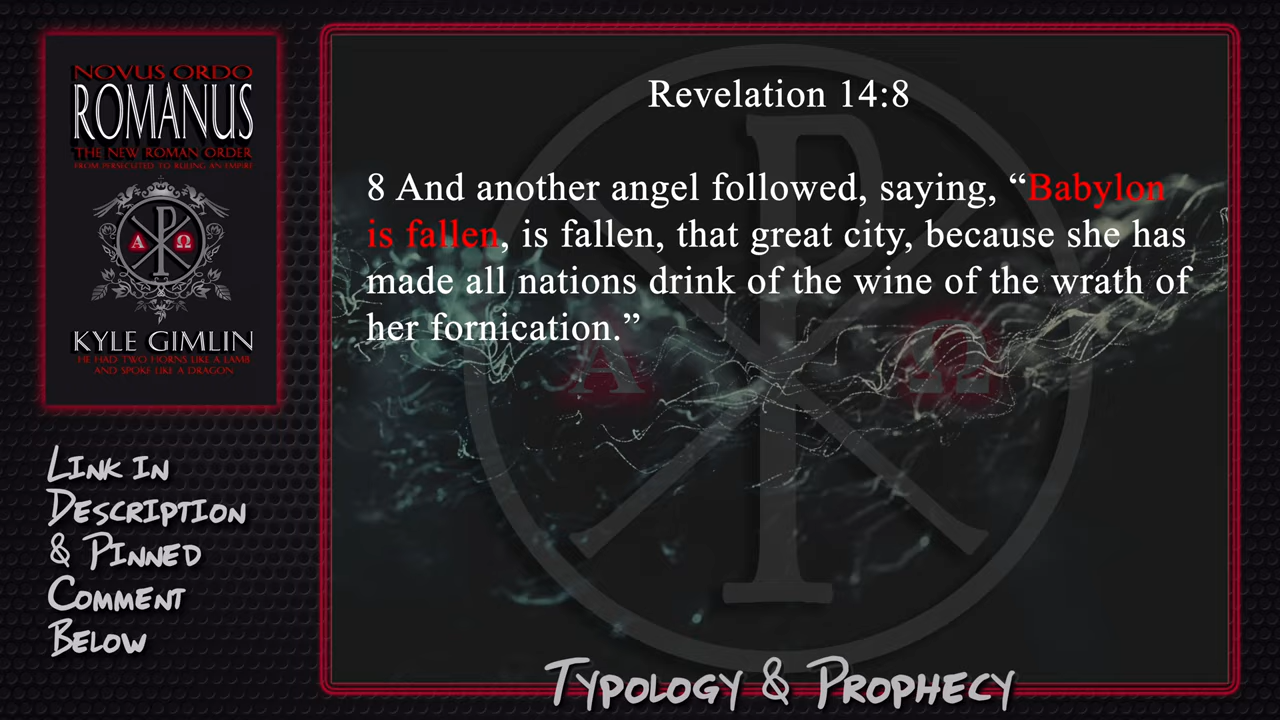 NOVUS ORDO
ROMANUS
THE NEW ROMAN ORDER
FROM PERSECUTED TO RULING AN EMPIRE
Α Ω
KYLE GIMLIN
HE HAD TWO HORNS LIKE A LAMB
AND SPOKE LIKE A DRAGON
LINK IN
DESCRIPTION
& PINNED
COMMENT
BELOW
Revelation 14:8
8 And another angel followed, saying, “Babylon
is fallen, is fallen, that great city, because she has
made all nations drink of the wine of the wrath of
her fornication.”
Α Ω
TYPOLOGY & PROPHECY